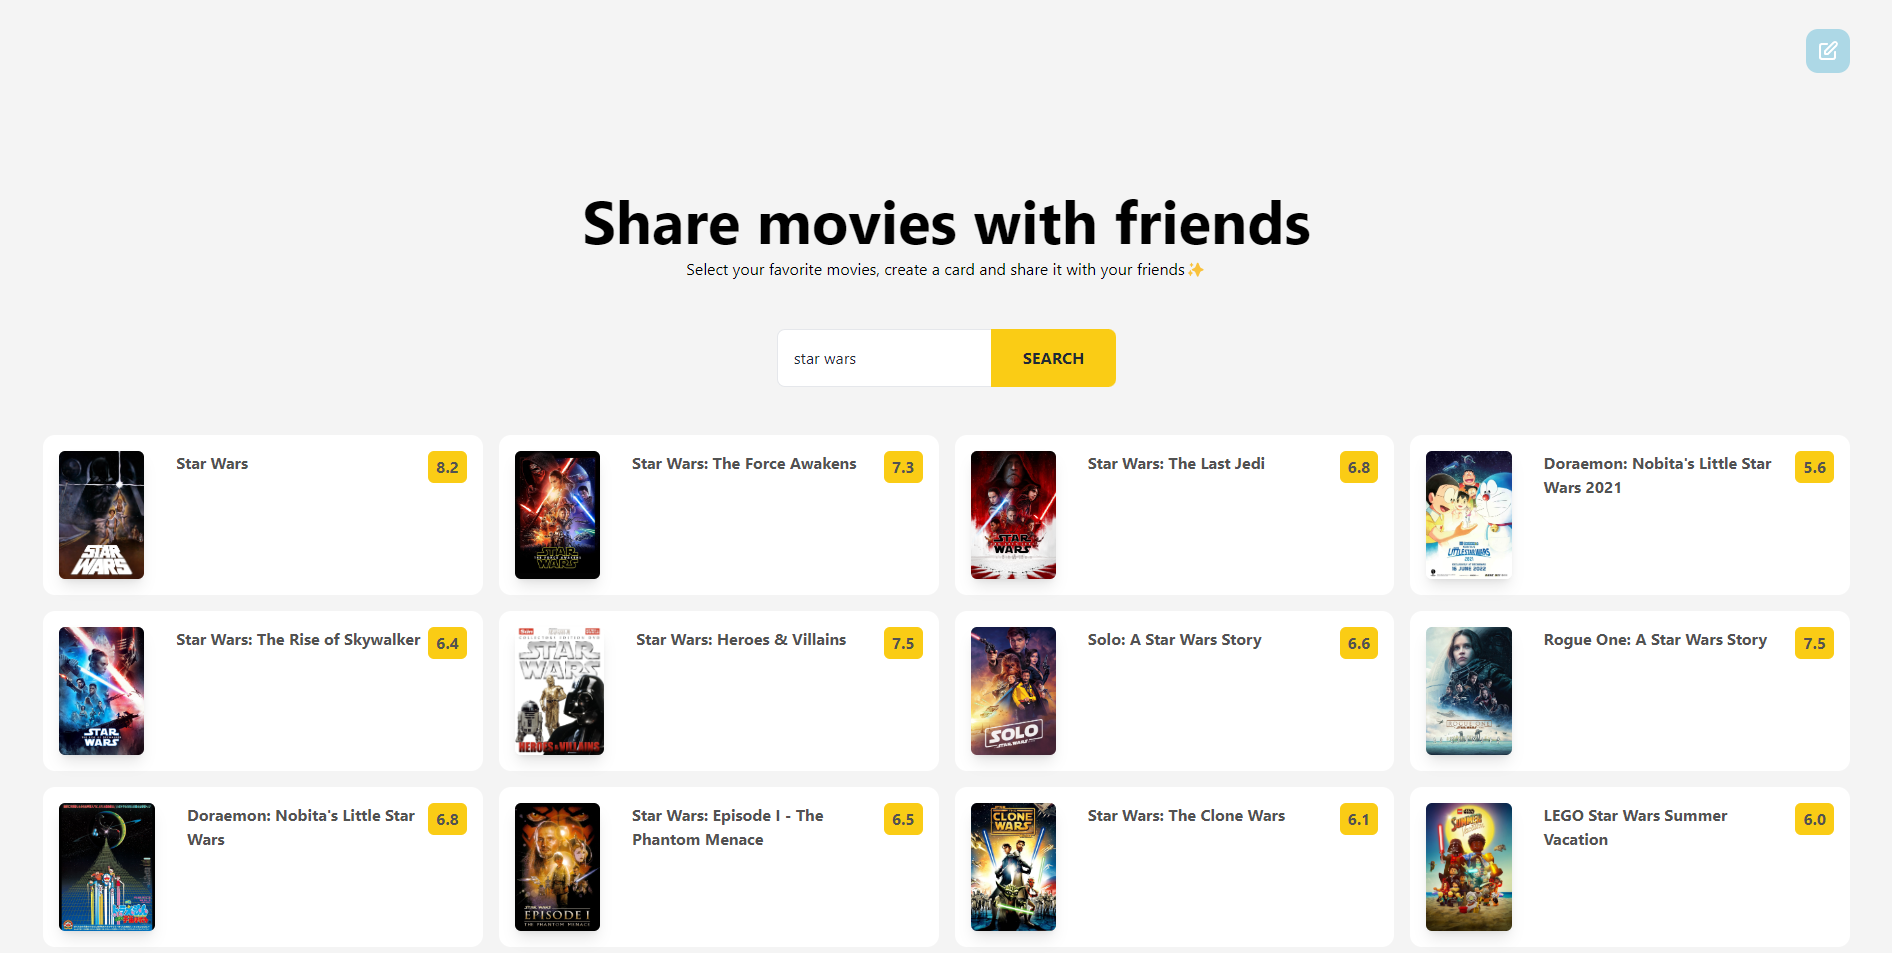 Share movies with friends
Select your favorite movies, create a card and share it with your friends✨
star wars
SEARCH
STAR WARS
Star Wars
8.2
STAR WARS
Star Wars: The Force Awakens
7.3
STAR WARS
Star Wars: The Last Jedi
6.8
Doraemon: Nobita's Little Star
Wars 2021
5.6
STAR WARS
Star Wars: The Rise of Skywalker
6.4
STAR WARS
HEROES & VILLAINS
Star Wars: Heroes & Villains
7.5
SOLO
Solo: A Star Wars Story
6.6
Rogue One: A Star Wars Story
7.5
Doraemon: Nobita's Little Star
Wars
6.8
EPISODE I
THE PHANTOM MENACE
Star Wars: Episode I - The
Phantom Menace
6.5
CLONE
WARS
Star Wars: The Clone Wars
6.1
SUMMER
LEGO Star Wars Summer
Vacation
6.0